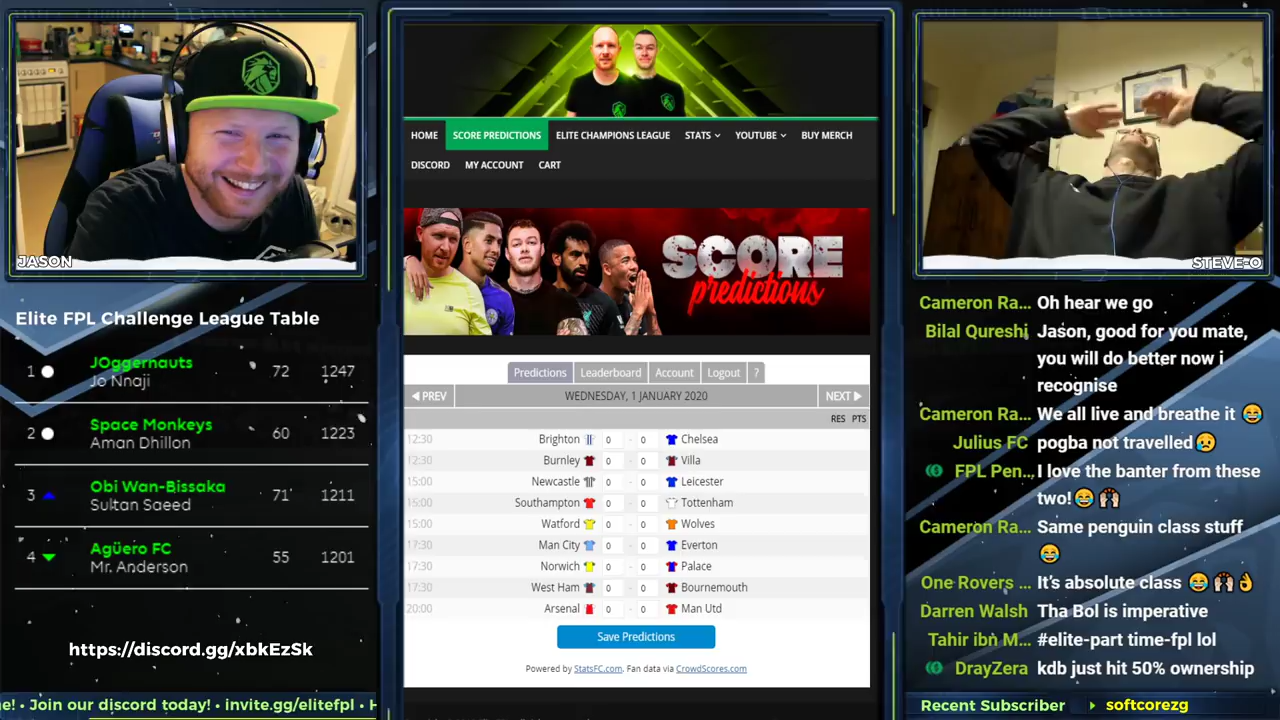 JASON
Elite FPL Challenge League Table
1 JOggernauts 72 1247
Jo Nnaji
2 Space Monkeys 60 1223
Aman Dhillon
3 Obi Wan-Bissaka 71 1211
Sultan Saeed
4 Agüero FC 55 1201
Mr. Anderson
https://discord.gg/xbkEzSk
e! • Join our discord today! • invite.gg/elitefpl • H
HOME SCORE PREDICTIONS ELITE CHAMPIONS LEAGUE STATS YOUTUBE BUY MERCH
DISCORD MY ACCOUNT CART
SCORE
predictions
Predictions Leaderboard Account Logout ?
PREV WEDNESDAY, 1 JANUARY 2020 NEXT
RES PTS
12:30 Brighton 0 - 0 Chelsea
12:30 Burnley 0 - 0 Villa
15:00 Newcastle 0 - 0 Leicester
15:00 Southampton 0 - 0 Tottenham
15:00 Watford 0 - 0 Wolves
17:30 Man City 0 - 0 Everton
17:30 Norwich 0 - 0 Palace
17:30 West Ham 0 - 0 Bournemouth
20:00 Arsenal 0 - 0 Man Utd
Save Predictions
Powered by StatsFC.com. Fan data via CrowdScores.com
STEVE-O
Cameron Ra... Oh hear we go
Bilal Qureshi Jason, good for you mate,
you will do better now i
recognise
Cameron Ra... We all live and breathe it 😂
Julius FC pogba not travelled😥
FPL Pen... I love the banter from these
two!😂🙌
Cameron Ra... Same penguin class stuff
😂
One Rovers ... It's absolute class 😂🙌👌
Darren Walsh Tha Bol is imperative
Tahir ibn M... #elite-part time-fpl lol
DrayZera kdb just hit 50% ownership
Recent Subscriber softcorezg